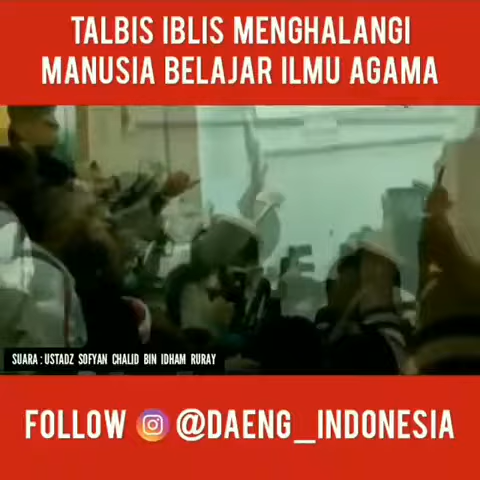 TALBIS IBLIS MENGHALANGI
MANUSIA BELAJAR ILMU AGAMA
SUARA : USTADZ SOFYAN CHALID BIN IDHAM RURAY
FOLLOW @DAENG_INDONESIA